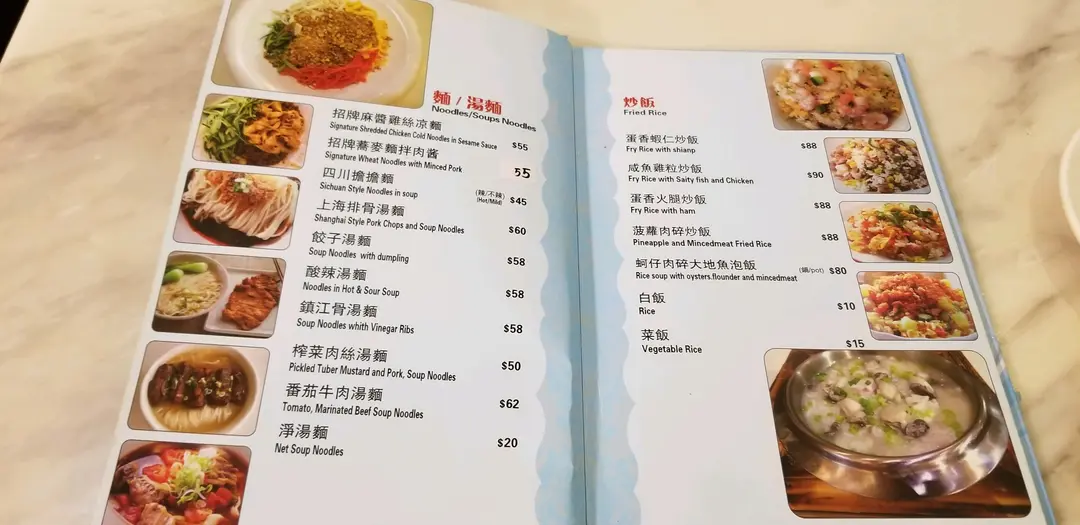 麵 / 湯麵
Noodles/Soups Noodles
招牌麻醬雞絲凉麵
Signature Shredded Chicken Cold Noodles in Sesame Sauce $55
招牌蕎麥麵拌肉酱
Signature Wheat Noodles with Minced Pork 55
四川擔擔麵
Sichuan Style Noodles in soup (辣/不辣) (Hot/Mild) $45
上海排骨湯麵
Shanghai Style Pork Chops and Soup Noodles $60
餃子湯麵
Soup Noodles with dumpling $58
酸辣湯麵
Noodles in Hot & Sour Soup $58
鎮江骨湯麵
Soup Noodles whith Vinegar Ribs $58
榨菜肉絲湯麵
Pickled Tuber Mustard and Pork, Soup Noodles $50
番茄牛肉湯麵
Tomato, Marinated Beef Soup Noodles $62
淨湯麵
Net Soup Noodles $20
炒飯
Fried Rice
蛋香蝦仁炒飯
Fry Rice with shianp $88
咸魚雞粒炒飯
Fry Rice with Saity fish and Chicken $90
蛋香火腿炒飯
Fry Rice with ham $88
菠蘿肉碎炒飯
Pineapple and Mincedmeat Fried Rice $88
蚵仔肉碎大地魚泡飯
Rice soup with oysters.flounder and mincedmeat (鍋/pot) $80
白飯
Rice $10
菜飯
Vegetable Rice $15